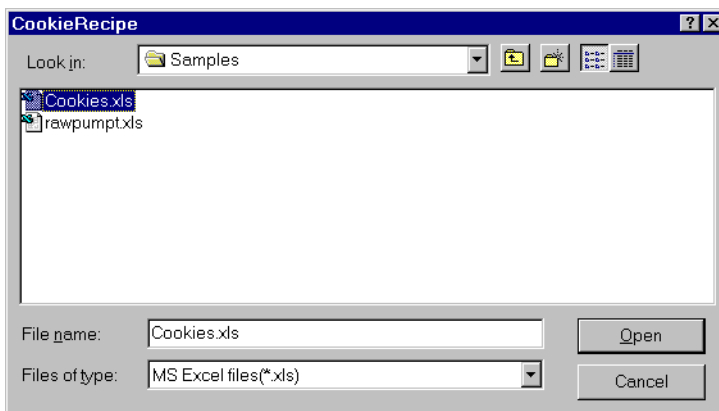 CookieRecipe
Look in: Samples
Cookies.xls
rawpumpt.xls
File name: Cookies.xls Open
Files of type: MS Excel files(*.xls) Cancel